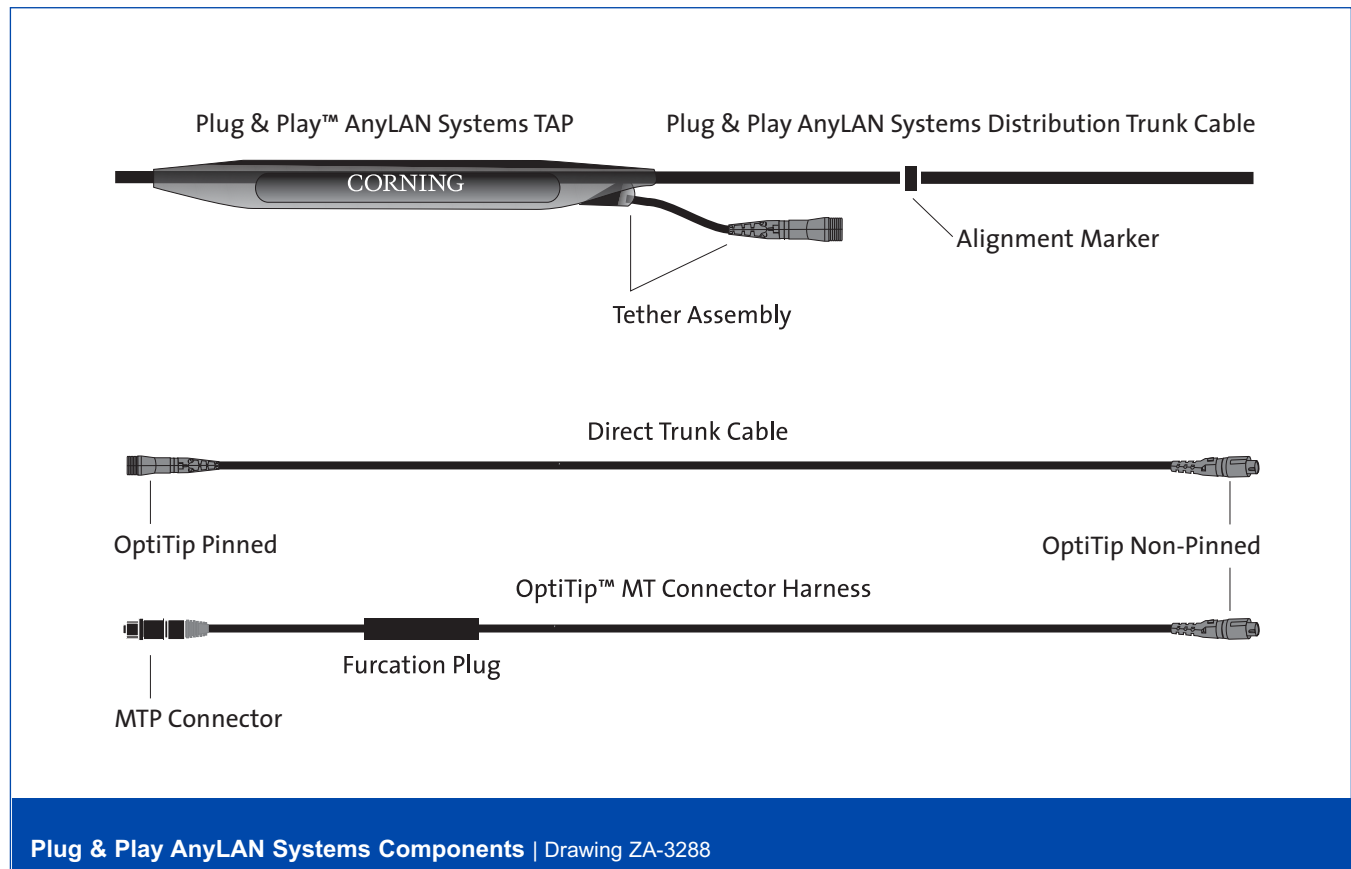 Plug & Play™ AnyLAN Systems TAP
Plug & Play AnyLAN Systems Distribution Trunk Cable
CORNING
Alignment Marker
Tether Assembly
Direct Trunk Cable
OptiTip Pinned
OptiTip Non-Pinned
OptiTip™ MT Connector Harness
Furcation Plug
MTP Connector
Plug & Play AnyLAN Systems Components | Drawing ZA-3288